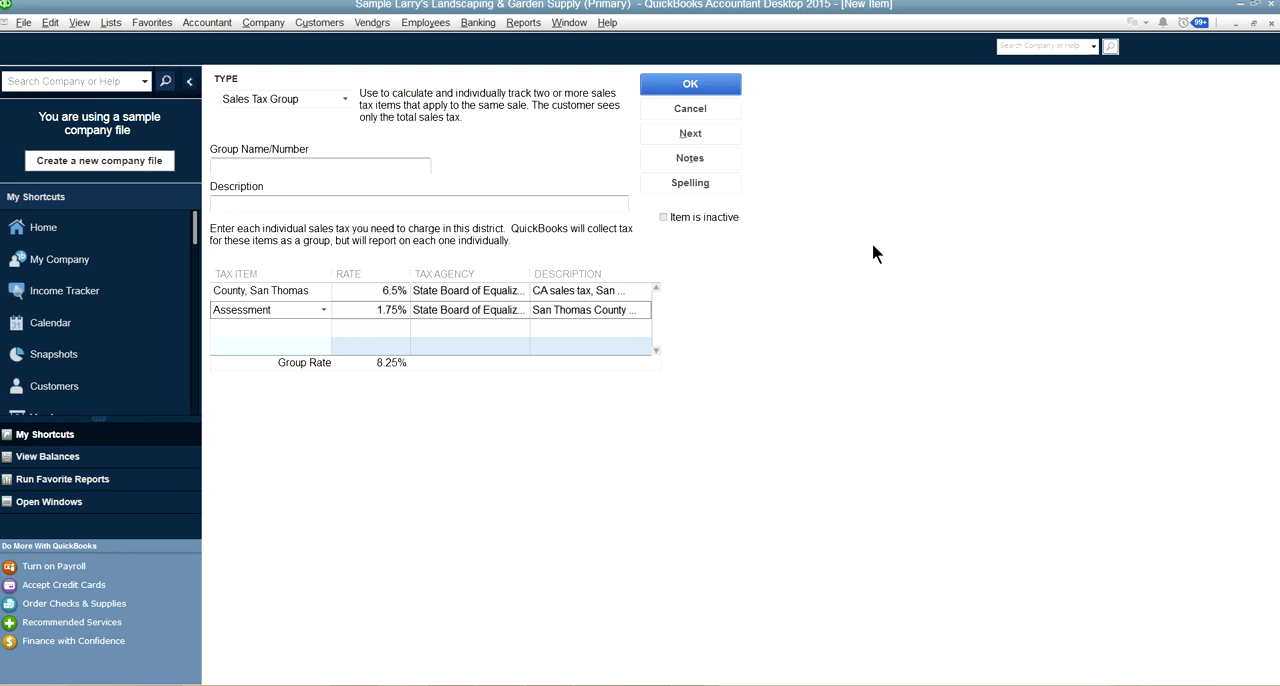 Sample Larry's Landscaping & Garden Supply (Primary) - QuickBooks Accountant Desktop 2015 - [New Item]
File Edit View Lists Favorites Accountant Company Customers Vendors Employees Banking Reports Window Help
99+
Search Company or Help
Search Company or Help
You are using a sample
company file
Create a new company file
My Shortcuts
Home
My Company
Income Tracker
Calendar
Snapshots
Customers
My Shortcuts
View Balances
Run Favorite Reports
Open Windows
Do More With QuickBooks
Turn on Payroll
Accept Credit Cards
Order Checks & Supplies
Recommended Services
Finance with Confidence
TYPE
Sales Tax Group
Use to calculate and individually track two or more sales
tax items that apply to the same sale. The customer sees
only the total sales tax.
Group Name/Number
Description
Enter each individual sales tax you need to charge in this district. QuickBooks will collect tax
for these items as a group, but will report on each one individually.
TAX ITEM RATE TAX AGENCY DESCRIPTION
County, San Thomas 6.5% State Board of Equaliz... CA sales tax, San ...
Assessment 1.75% State Board of Equaliz... San Thomas County ...
Group Rate 8.25%
OK
Cancel
Next
Notes
Spelling
Item is inactive